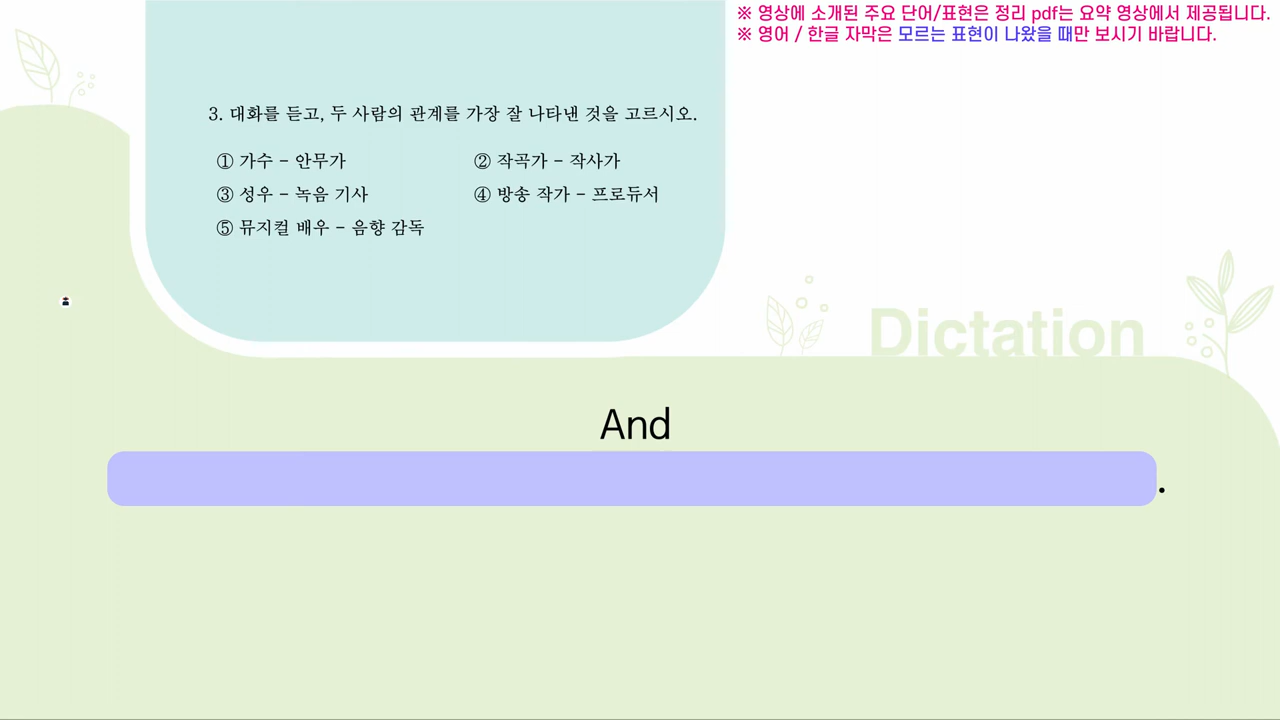 ※ 영상에 소개된 주요 단어/표현은 정리 pdf는 요약 영상에서 제공됩니다.
※ 영어 / 한글 자막은 모르는 표현이 나왔을 때만 보시기 바랍니다.
3. 대화를 듣고, 두 사람의 관계를 가장 잘 나타낸 것을 고르시오.
① 가수 - 안무가 ② 작곡가 - 작사가
③ 성우 - 녹음 기사 ④ 방송 작가 - 프로듀서
⑤ 뮤지컬 배우 - 음향 감독
Dictation
And
.